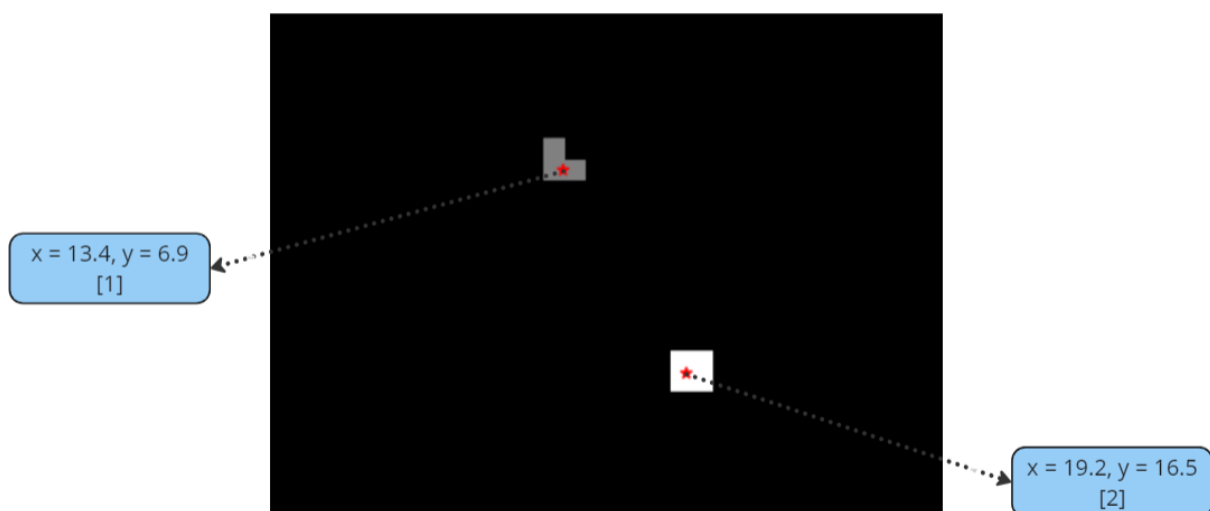 x = 13.4, y = 6.9
[1]
x = 19.2, y = 16.5
[2]